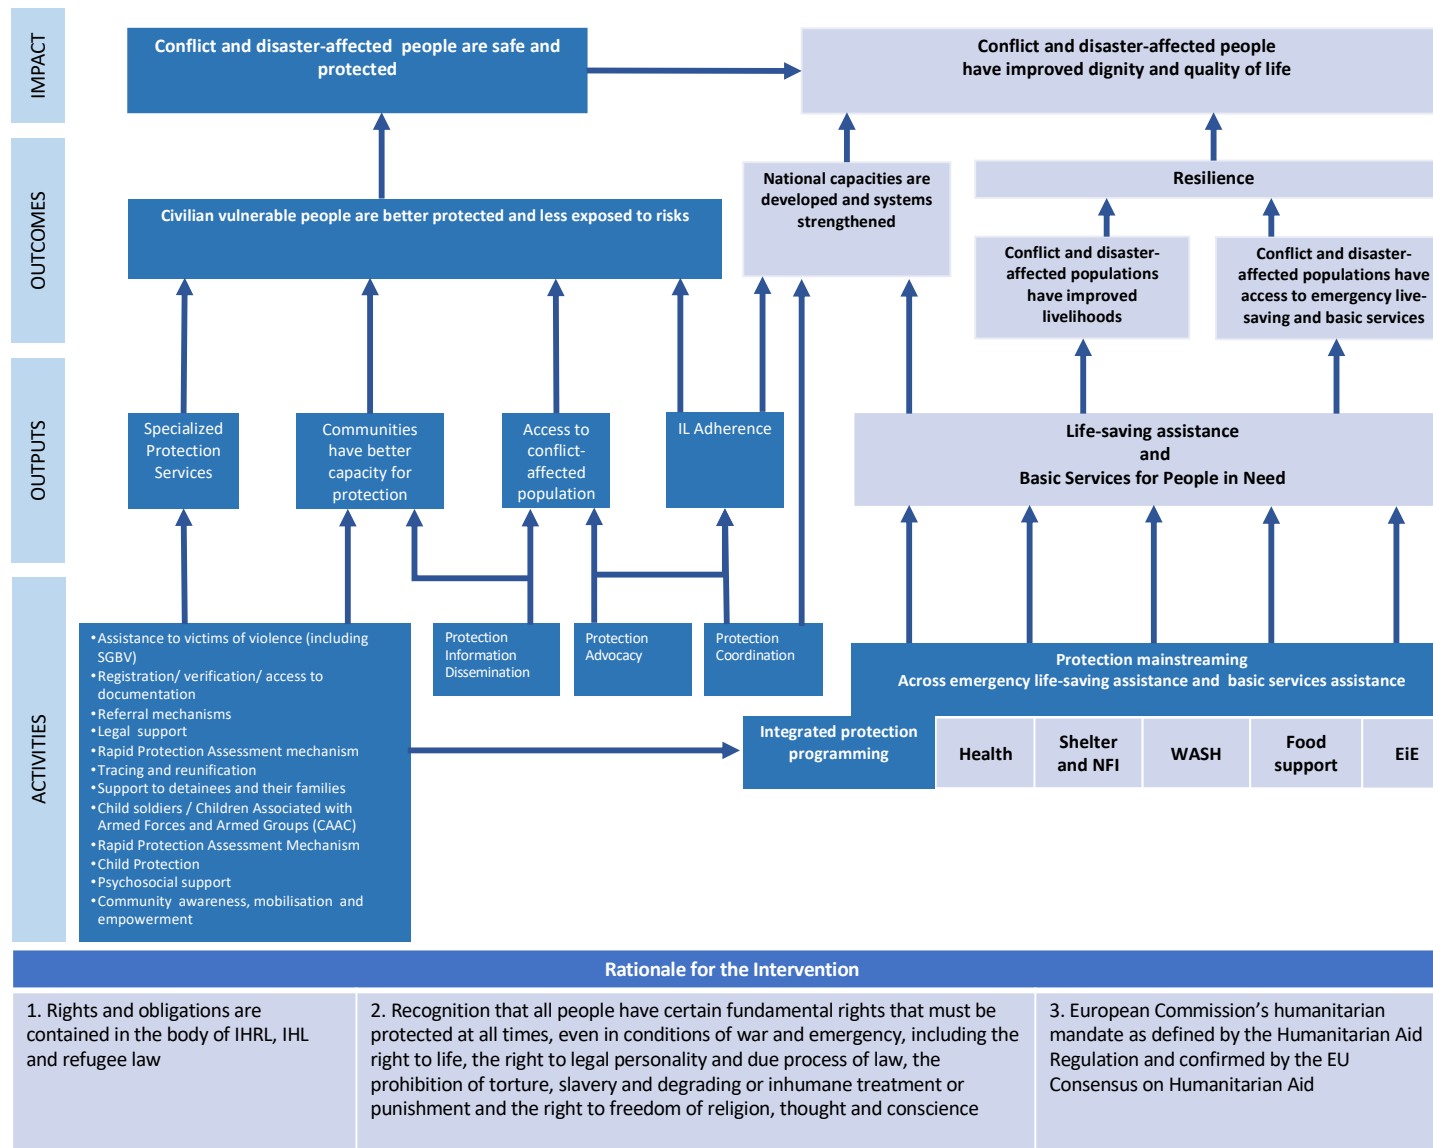 IMPACT
Conflict and disaster-affected  people are safe and
protected
Conflict and disaster-affected people
have improved dignity and quality of life
OUTCOMES
Civilian vulnerable people are better protected and less exposed to risks
National capacities are
developed and systems
strengthened
Resilience
Conflict and disaster-
affected populations
have improved
livelihoods
Conflict and disaster-
affected populations have
access to emergency live-
saving and basic services
OUTPUTS
Specialized
Protection
Services
Communities
have better
capacity for
protection
Access to
conflict-
affected
population
IL Adherence
Life-saving assistance
and
Basic Services for People in Need
ACTIVITIES
•Assistance to victims of violence (including
SGBV)
•Registration/ verification/ access to
documentation
•Referral mechanisms
•Legal  support
•Rapid Protection Assessment mechanism
•Tracing and reunification
•Support to detainees and their families
•Child soldiers / Children Associated with
Armed Forces and Armed Groups (CAAC)
•Rapid Protection Assessment Mechanism
•Child Protection
•Psychosocial support
•Community  awareness, mobilisation  and
empowerment
Protection
Information
Dissemination
Protection
Advocacy
Protection
Coordination
Protection mainstreaming
Across emergency life-saving assistance and  basic services assistance
Integrated protection
programming
Health
Shelter
and NFI
WASH
Food
support
EiE
Rationale for the Intervention
1. Rights and obligations are
contained in the body of IHRL, IHL
and refugee law
2. Recognition that all people have certain fundamental rights that must be
protected at all times, even in conditions of war and emergency, including the
right to life, the right to legal personality and due process of law, the
prohibition of torture, slavery and degrading or inhumane treatment or
punishment and the right to freedom of religion, thought and conscience
3. European Commission's humanitarian
mandate as defined by the Humanitarian Aid
Regulation and confirmed by the EU
Consensus on Humanitarian Aid